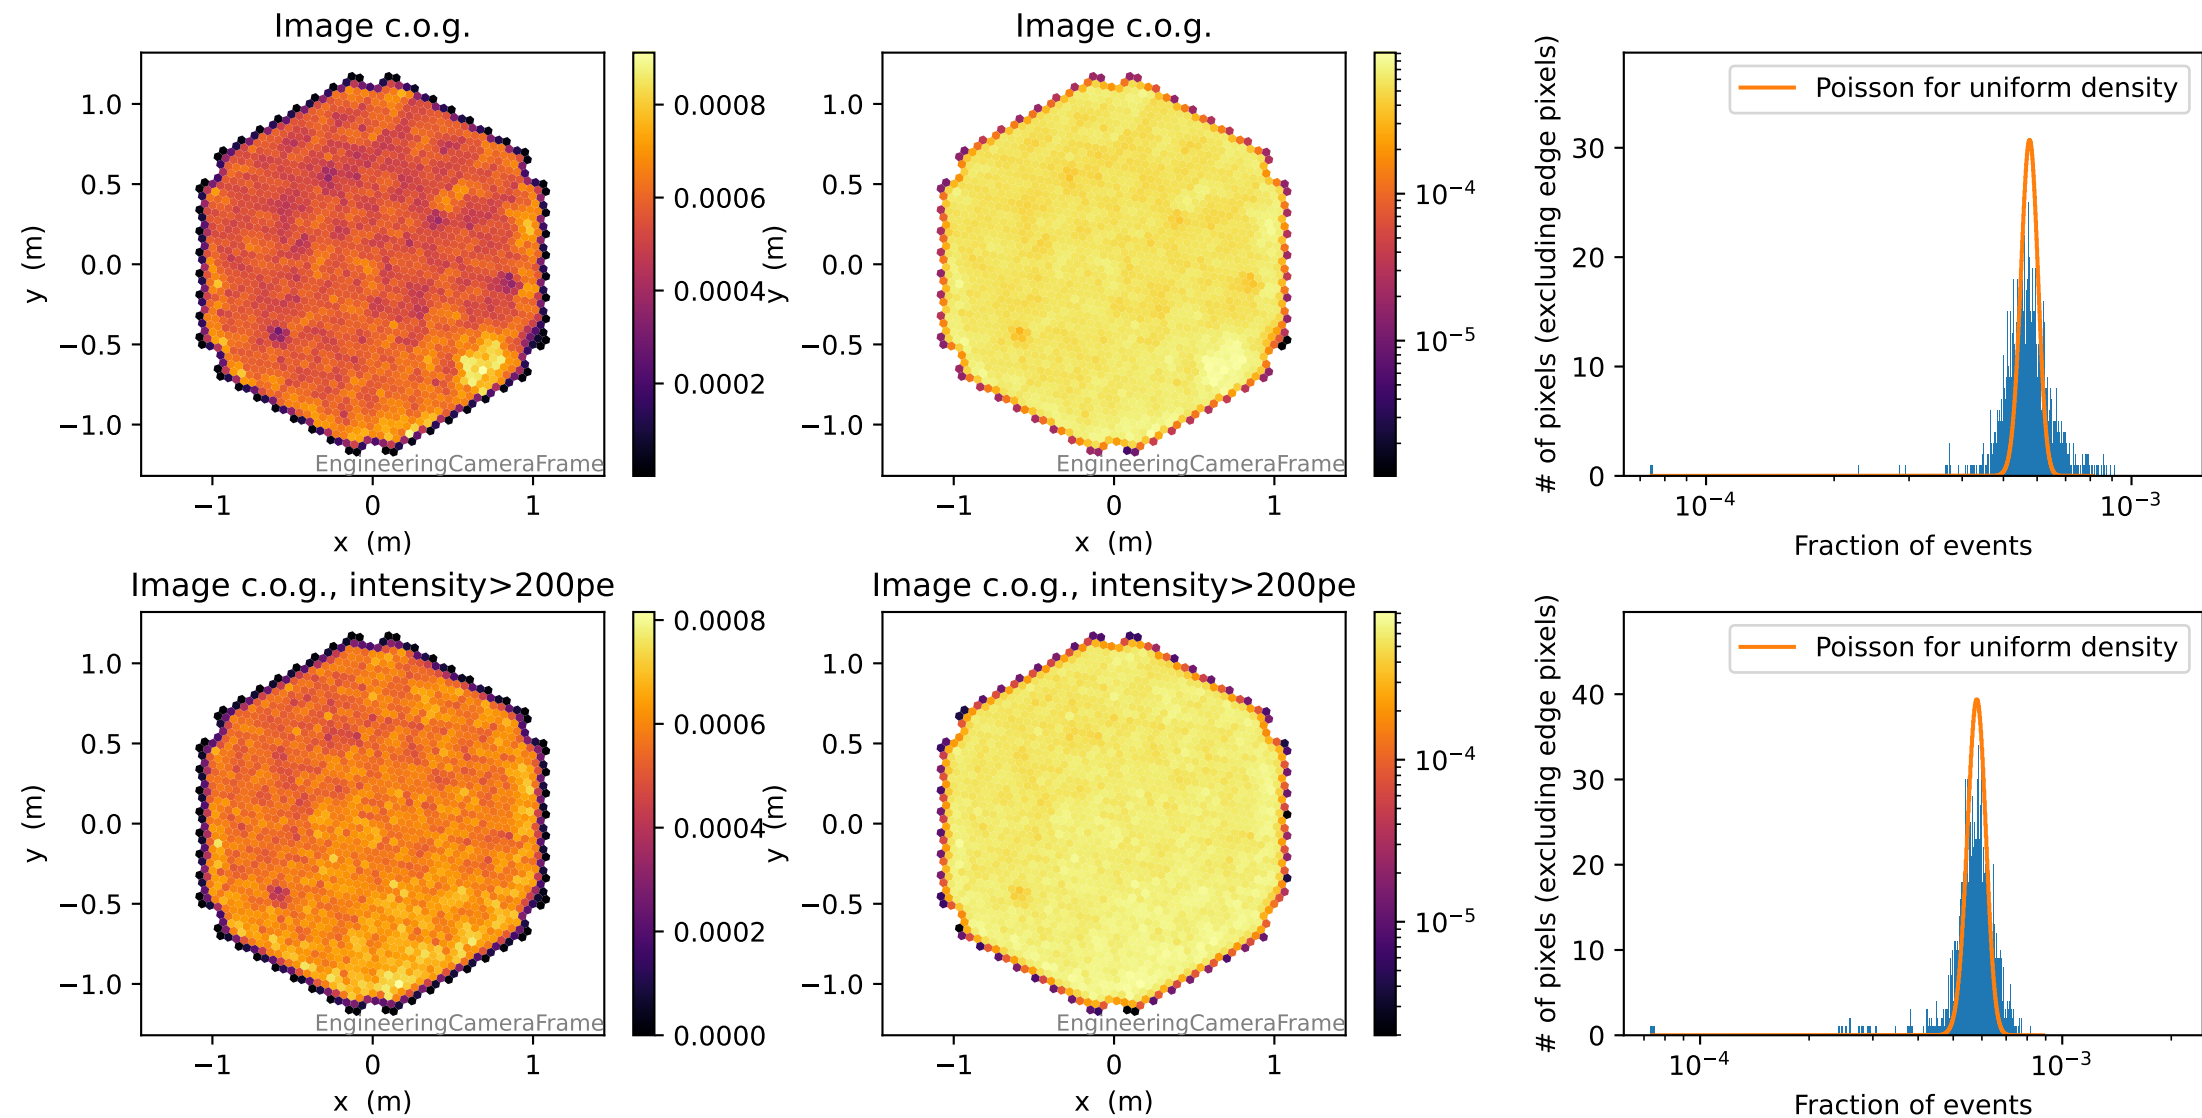 Image c.o.g.
1.0
0.5
0.0
−0.5
−1.0
y (m)
−1
0
1
x (m)
EngineeringCameraFrame
0.0008
0.0006
0.0004
0.0002
Image c.o.g.
1.0
0.5
0.0
−0.5
−1.0
y (m)
−1
0
1
x (m)
EngineeringCameraFrame
10⁻⁴
10⁻⁵
# of pixels (excluding edge pixels)
30
20
10
0
Poisson for uniform density
10⁻⁴
10⁻³
Fraction of events
Image c.o.g., intensity>200pe
1.0
0.5
0.0
−0.5
−1.0
y (m)
−1
0
1
x (m)
EngineeringCameraFrame
0.0008
0.0006
0.0004
0.0002
0.0000
Image c.o.g., intensity>200pe
1.0
0.5
0.0
−0.5
−1.0
y (m)
−1
0
1
x (m)
EngineeringCameraFrame
10⁻⁴
10⁻⁵
# of pixels (excluding edge pixels)
40
30
20
10
0
Poisson for uniform density
10⁻⁴
10⁻³
Fraction of events